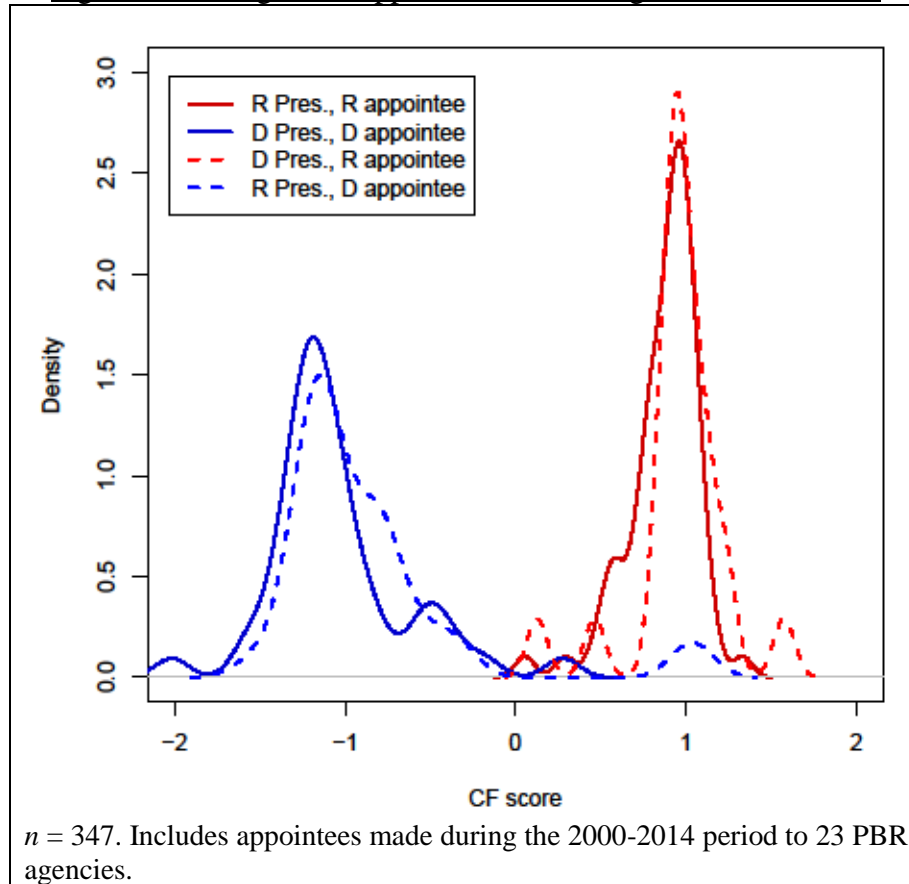 3.0
2.5
2.0
1.5
1.0
0.5
0.0
Density
R Pres., R appointee
D Pres., D appointee
D Pres., R appointee
R Pres., D appointee
−2 −1 0 1 2
CF score
n = 347. Includes appointees made during the 2000-2014 period to 23 PBR
agencies.